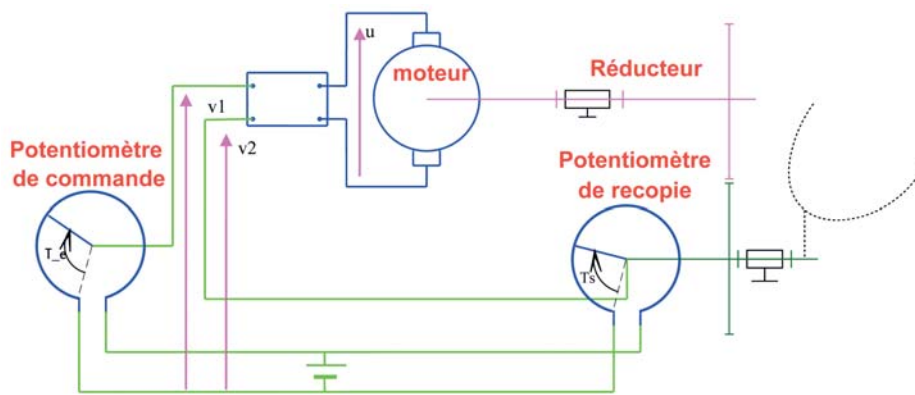 u
moteur
Réducteur
v1
v2
Potentiomètre
de commande
Potentiomètre
de recopie
T_e
Ts